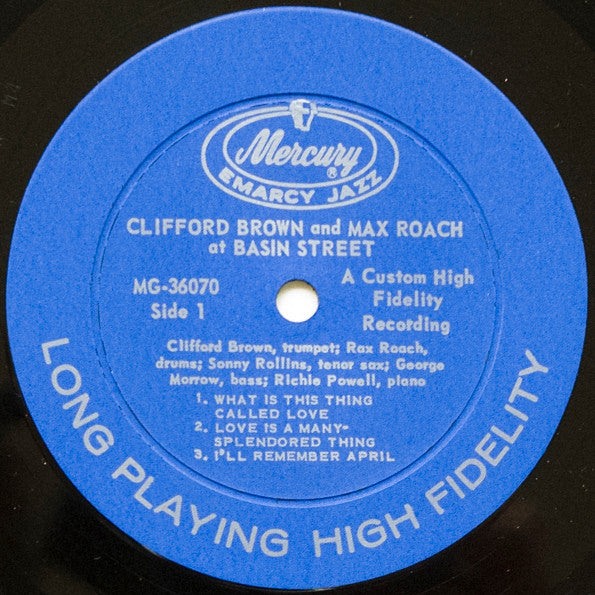 Mercury
®
EMARCY JAZZ
CLIFFORD BROWN and MAX ROACH
at BASIN STREET
MG-36070
Side 1
A Custom High
Fidelity
Recording
Clifford Brown, trumpet; Rax Roach,
drums; Sonny Rollins, tenor sax; George
Morrow, bass; Richie Powell, piano
1. WHAT IS THIS THING
CALLED LOVE
2. LOVE IS A MANY-
SPLENDORED THING
3. I'LL REMEMBER APRIL
LONG PLAYING HIGH FIDELITY